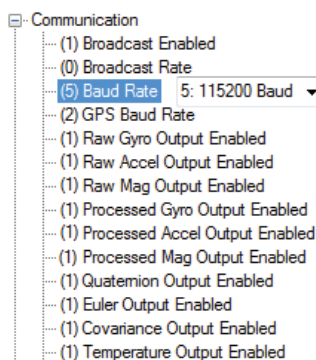 Communication
(1) Broadcast Enabled
(0) Broadcast Rate
(5) Baud Rate 5: 115200 Baud
(2) GPS Baud Rate
(1) Raw Gyro Output Enabled
(1) Raw Accel Output Enabled
(1) Raw Mag Output Enabled
(1) Processed Gyro Output Enabled
(1) Processed Accel Output Enabled
(1) Processed Mag Output Enabled
(1) Quaternion Output Enabled
(1) Euler Output Enabled
(1) Covariance Output Enabled
(1) Temperature Output Enabled